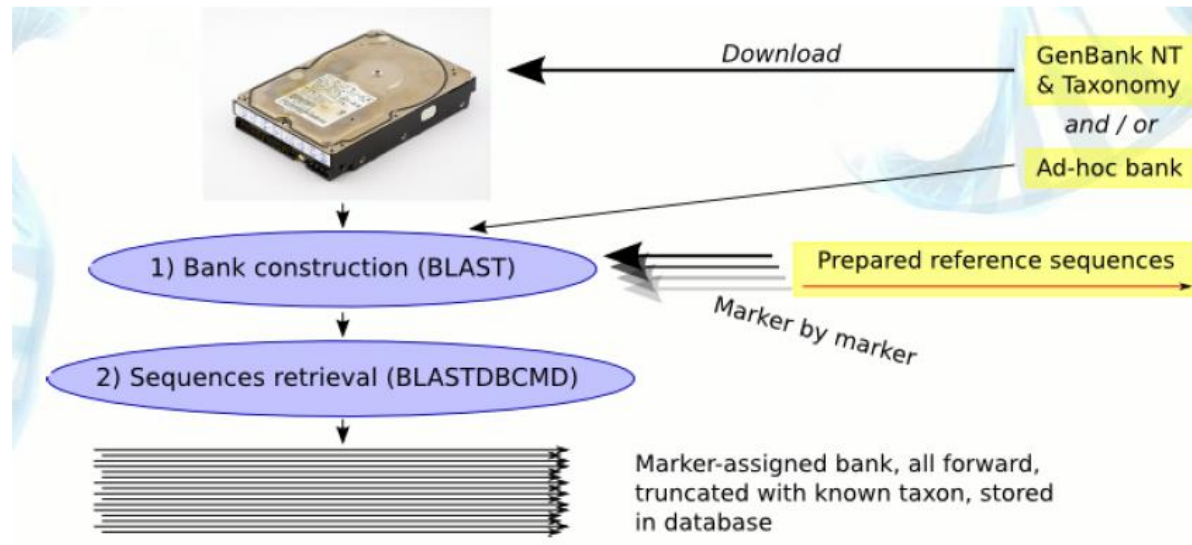 Download
GenBank NT
& Taxonomy
and / or
Ad-hoc bank
1) Bank construction (BLAST)
Prepared reference sequences
Marker by marker
2) Sequences retrieval (BLASTDBCMD)
Marker-assigned bank, all forward,
truncated with known taxon, stored
in database